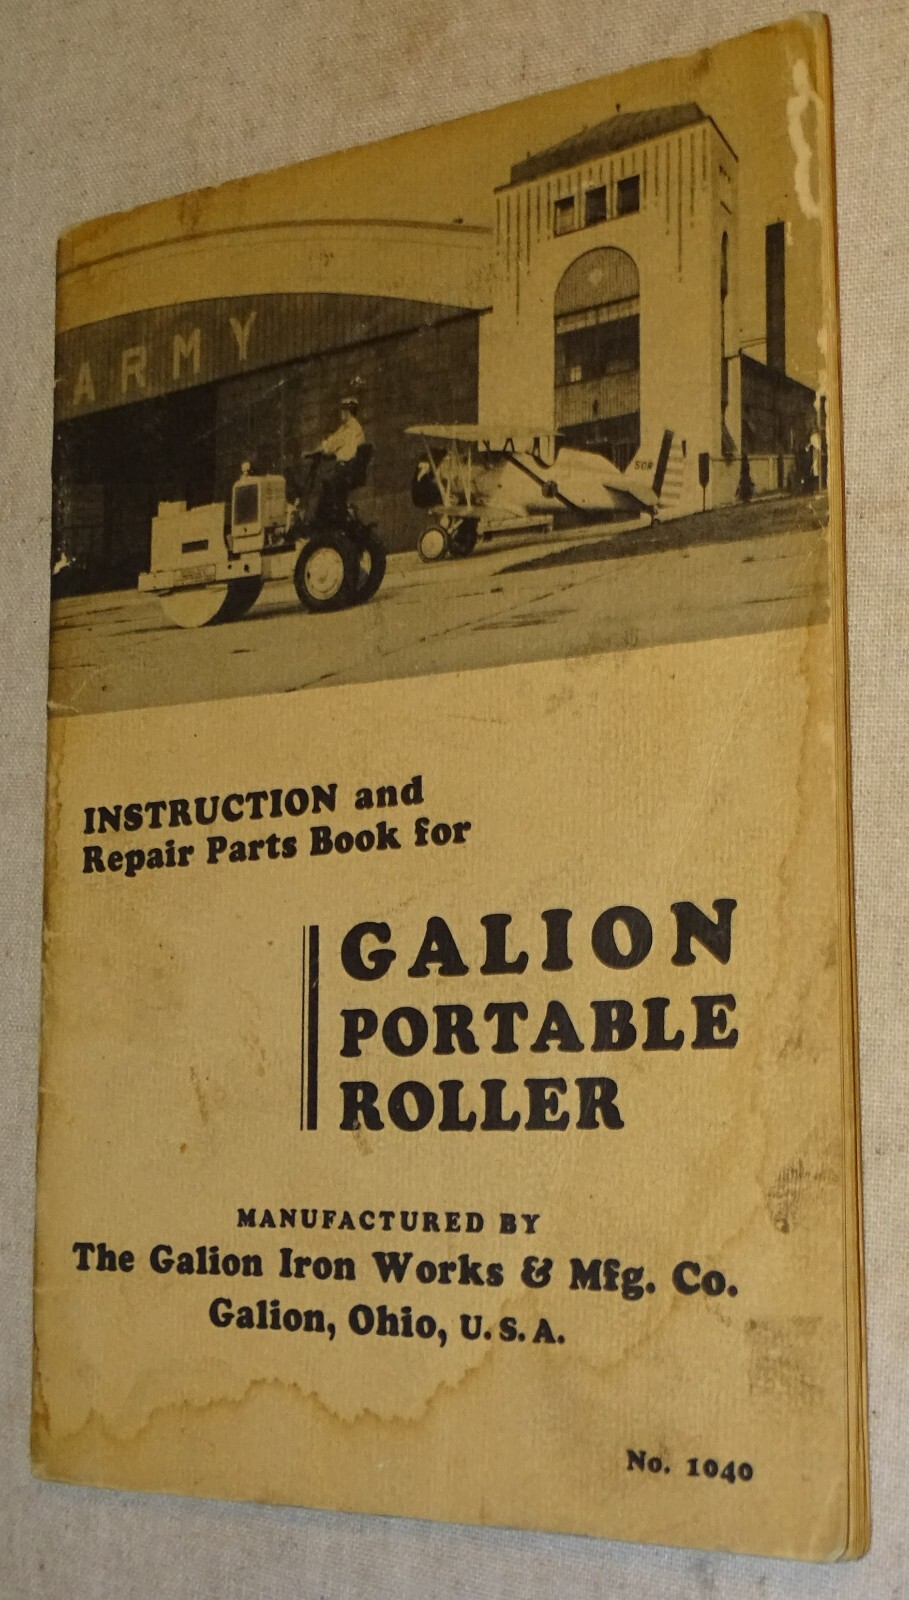 ARMY
INSTRUCTION and
Repair Parts Book for
GALION
PORTABLE
ROLLER
MANUFACTURED BY
The Galion Iron Works & Mfg. Co.
Galion, Ohio, U.S.A.
No. 1040